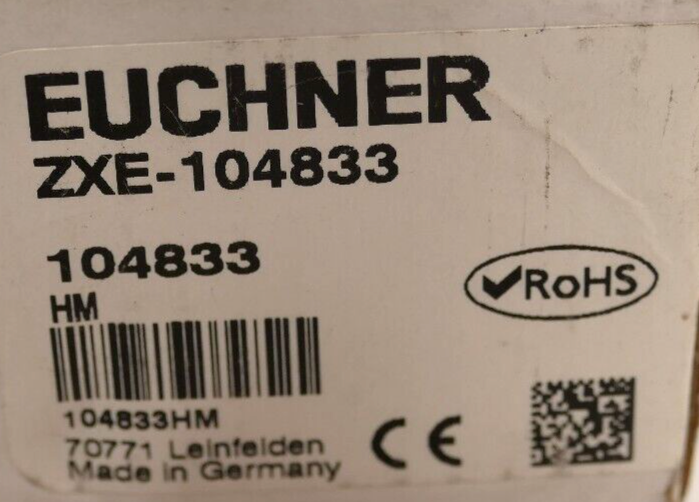 EUCHNER
ZXE-104833
104833
HM
RoHS
104833HM
70771 Leinfelden
Made in Germany
CE